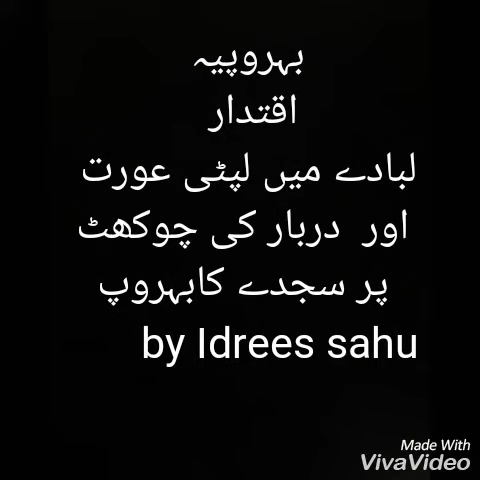 بہروپیہ
اقتدار
لبادے میں لپٹی عورت
اور دربار کی چوکھٹ
پر سجدے کابہروپ
by Idrees sahu
Made With
VivaVideo